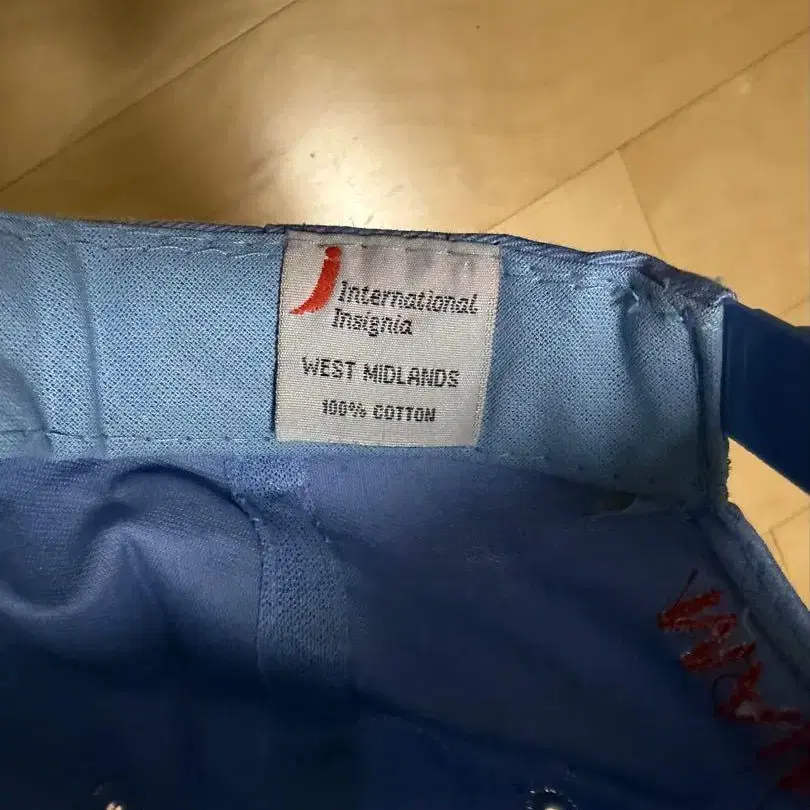 International
Insignia
WEST MIDLANDS
100% COTTON